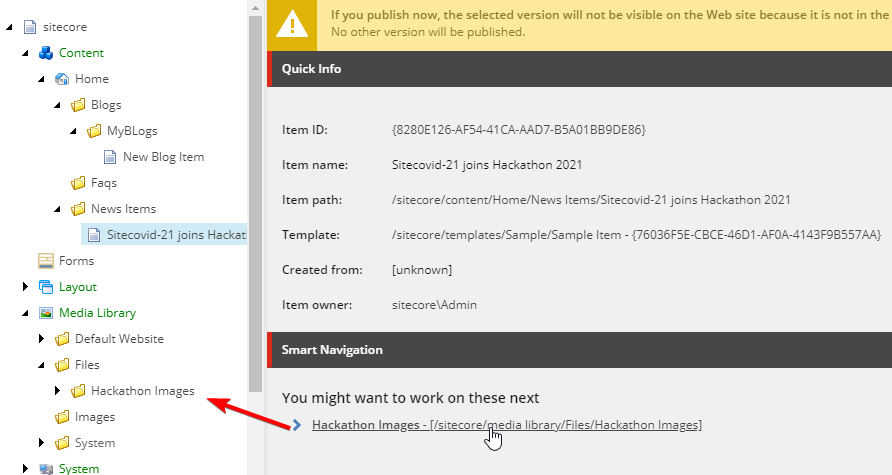 sitecore
Content
Home
Blogs
MyBLogs
New Blog Item
Faqs
News Items
Sitecovid-21 joins Hackat
Forms
Layout
Media Library
Default Website
Files
Hackathon Images
Images
System
System
If you publish now, the selected version will not be visible on the Web site because it is not in the
No other version will be published.
Quick Info
Item ID: {8280E126-AF54-41CA-AAD7-B5A01BB9DE86}
Item name: Sitecovid-21 joins Hackathon 2021
Item path: /sitecore/content/Home/News Items/Sitecovid-21 joins Hackathon 2021
Template: /sitecore/templates/Sample/Sample Item - {76036F5E-CBCE-46D1-AF0A-4143F9B557AA}
Created from: [unknown]
Item owner: sitecore\Admin
Smart Navigation
You might want to work on these next
Hackathon Images - [/sitecore/media library/Files/Hackathon Images]